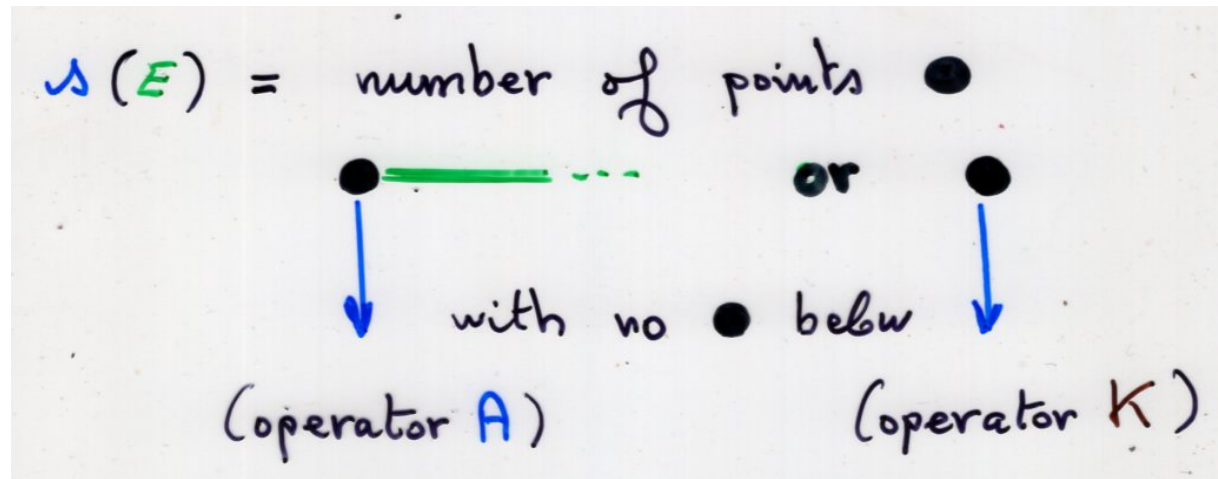 s(E) = number of points
or
with no below
(operator A) (operator K)